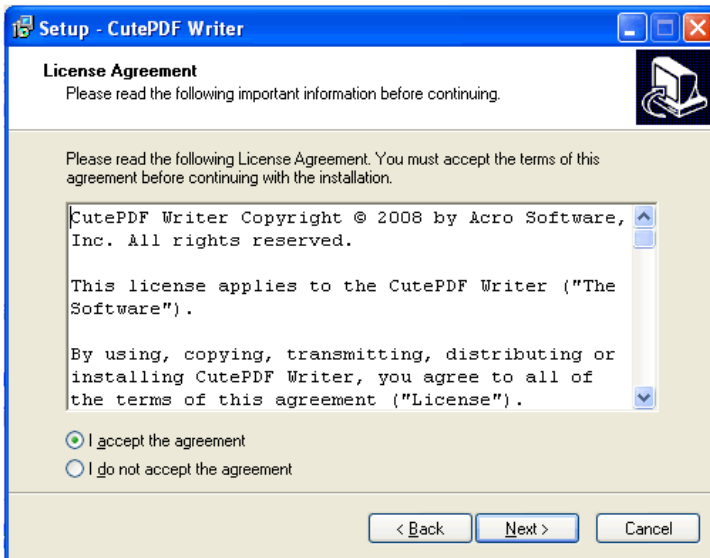 Setup - CutePDF Writer
License Agreement
Please read the following important information before continuing.
Please read the following License Agreement. You must accept the terms of this
agreement before continuing with the installation.
CutePDF Writer Copyright © 2008 by Acro Software,
Inc. All rights reserved.
This license applies to the CutePDF Writer ("The
Software").
By using, copying, transmitting, distributing or
installing CutePDF Writer, you agree to all of
the terms of this agreement ("License").
I accept the agreement
I do not accept the agreement
< Back Next > Cancel